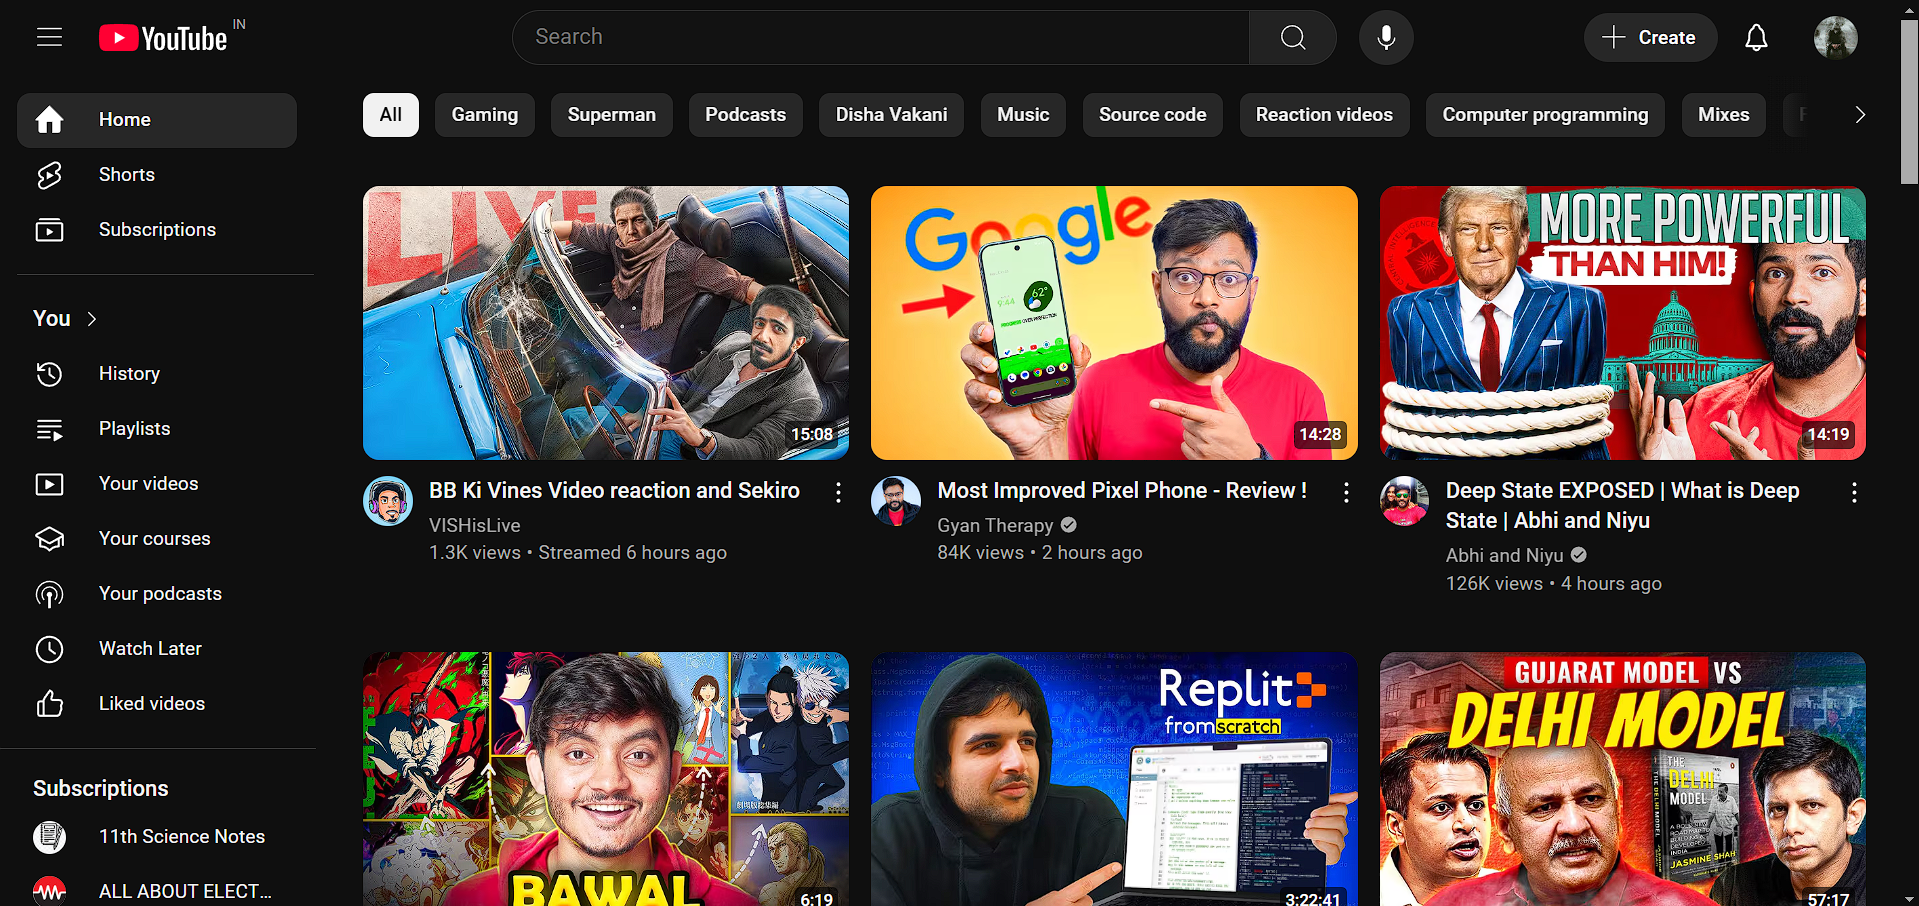 YouTube IN
Search
Create
Home
Shorts
Subscriptions
You
History
Playlists
Your videos
Your courses
Your podcasts
Watch Later
Liked videos
Subscriptions
11th Science Notes
ALL ABOUT ELECT...
All
Gaming
Superman
Podcasts
Disha Vakani
Music
Source code
Reaction videos
Computer programming
Mixes
LIVE
15:08
BB Ki Vines Video reaction and Sekiro
VISHisLive
1.3K views • Streamed 6 hours ago
Google
62°
9:44
PROGRESS OVER PERFECTION
14:28
Most Improved Pixel Phone - Review !
Gyan Therapy
84K views • 2 hours ago
MORE POWERFUL
THAN HIM!
14:19
Deep State EXPOSED | What is Deep
State | Abhi and Niyu
Abhi and Niyu
126K views • 4 hours ago
BAWAL
6:19
Replit
from scratch
3:22:41
GUJARAT MODEL VS
DELHI MODEL
THE
DELHI
MODEL
JASMINE SHAH
57:17